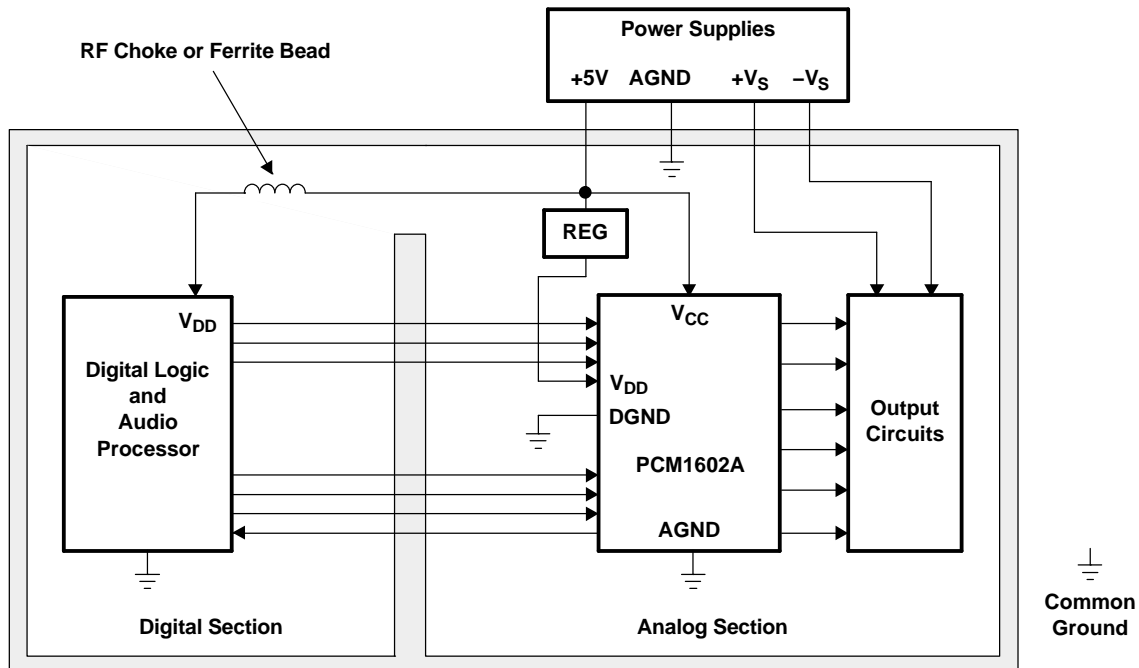 Power Supplies
RF Choke or Ferrite Bead
+5V AGND +VS –VS
REG
VDD
VCC
Digital Logic
and
Audio
Processor
VDD
DGND
Output
Circuits
PCM1602A
AGND
Common
Ground
Digital Section
Analog Section